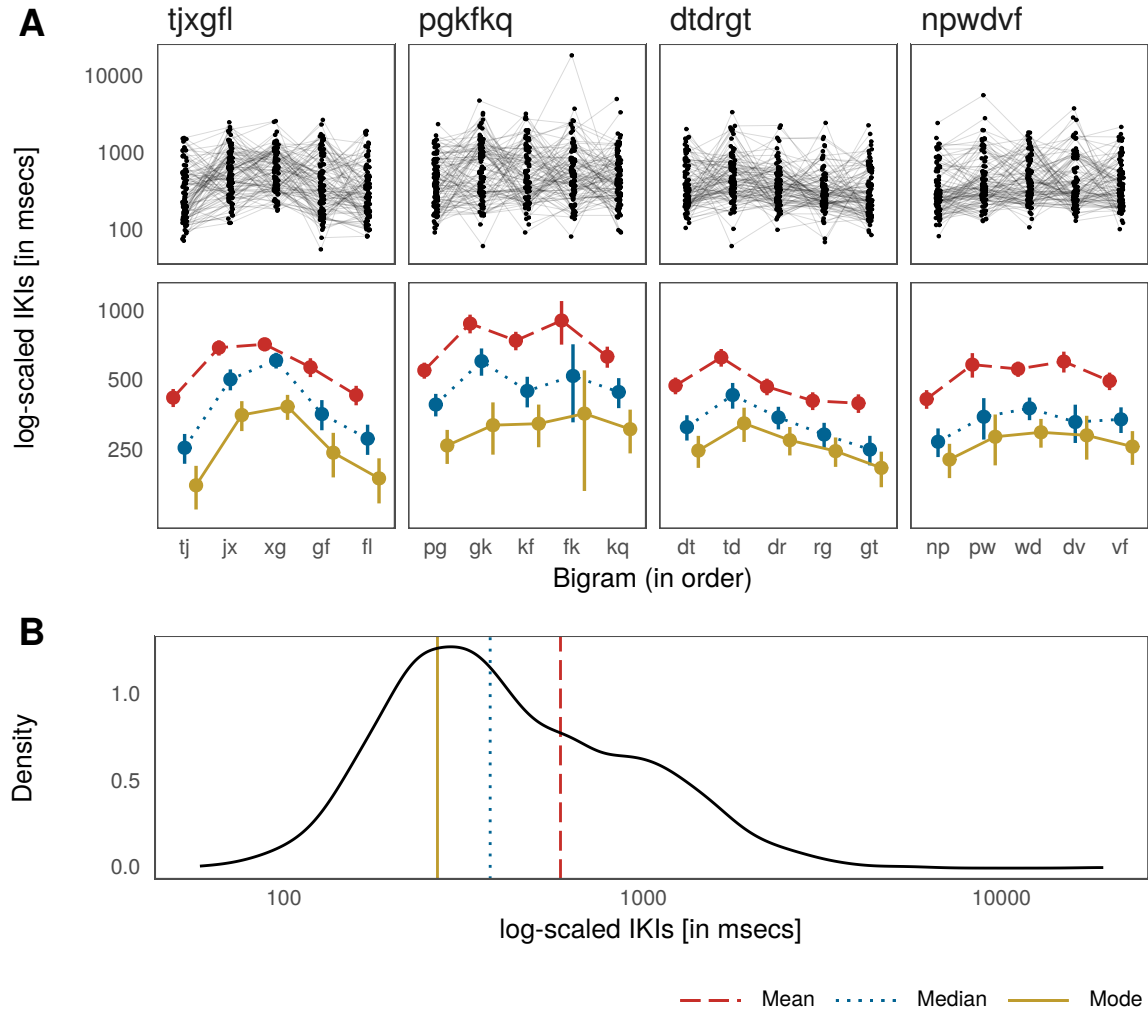 A
tjxgfl pgkfkq dtdrgt npwdvf
log-scaled IKIs [in msecs]
10000
1000
100
1000
500
250
tj jx xg gf fl pg gk kf fk kq dt td dr rg gt np pw wd dv vf
Bigram (in order)
B
Density
1.0
0.5
0.0
100 1000 10000
log-scaled IKIs [in msecs]
Mean Median Mode